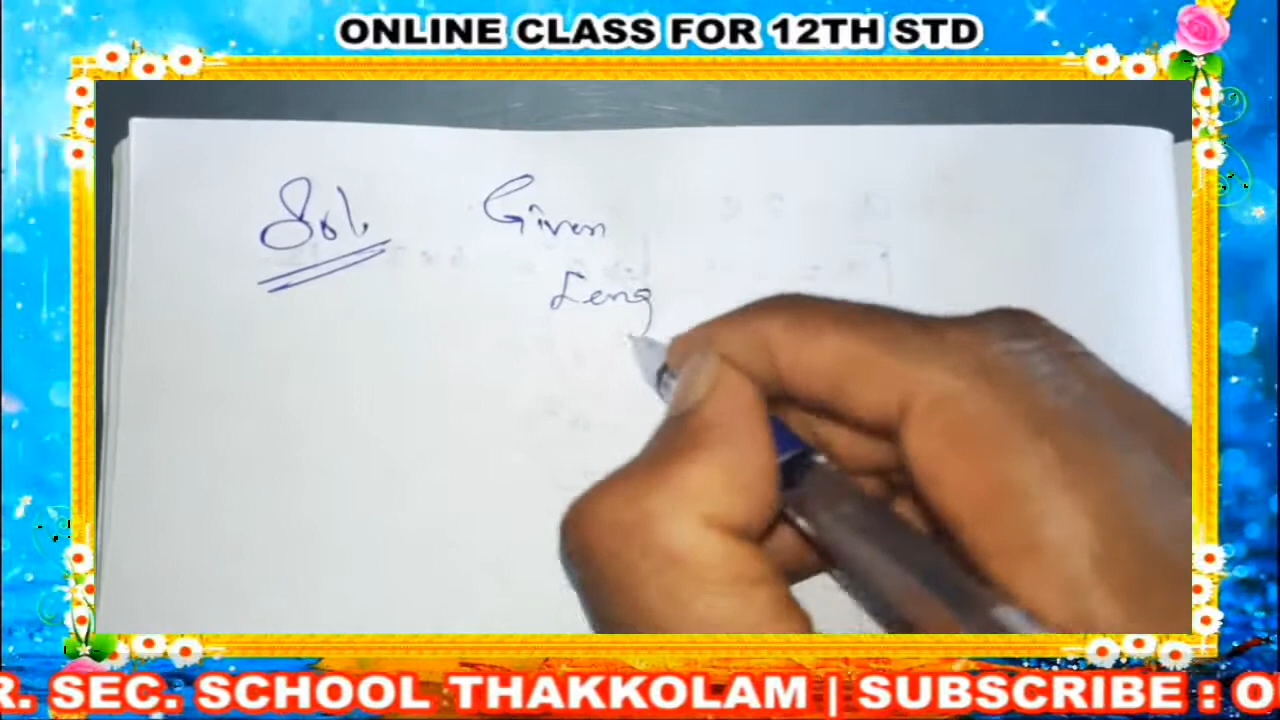 ONLINE CLASS FOR 12TH STD
Sol.
Given
Leng
R. SEC. SCHOOL THAKKOLAM | SUBSCRIBE : O